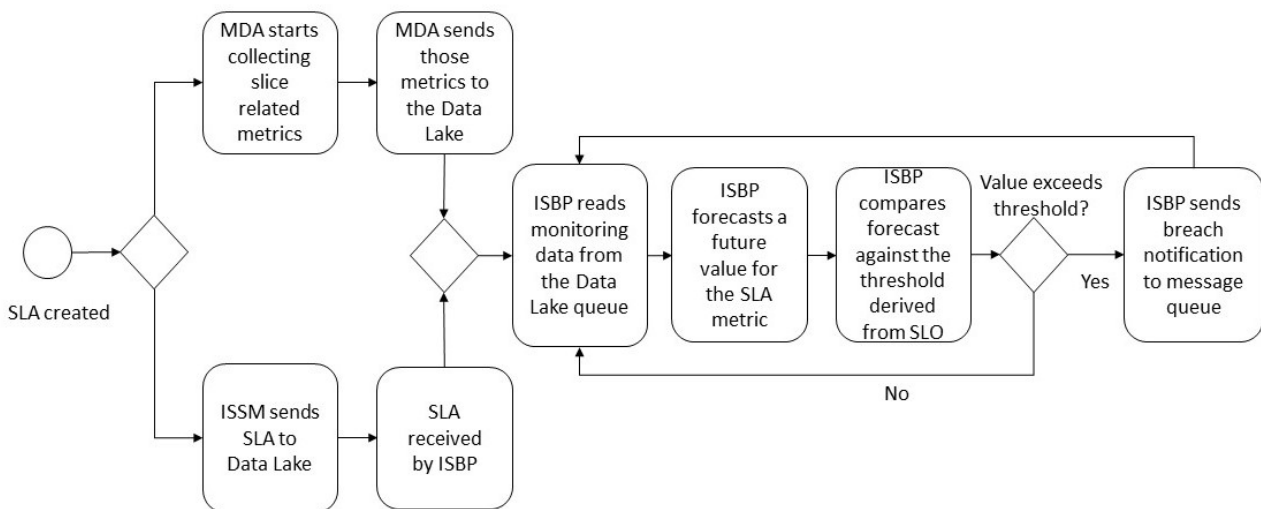 SLA created
MDA starts
collecting
slice
related
metrics
MDA sends
those
metrics to
the Data
Lake
ISSM sends
SLA to
Data Lake
SLA
received
by ISBP
ISBP reads
monitoring
data from
the Data
Lake queue
ISBP
forecasts a
future
value for
the SLA
metric
ISBP
compares
forecast
against the
threshold
derived
from SLO
Value exceeds
threshold?
Yes
No
ISBP sends
breach
notification
to message
queue